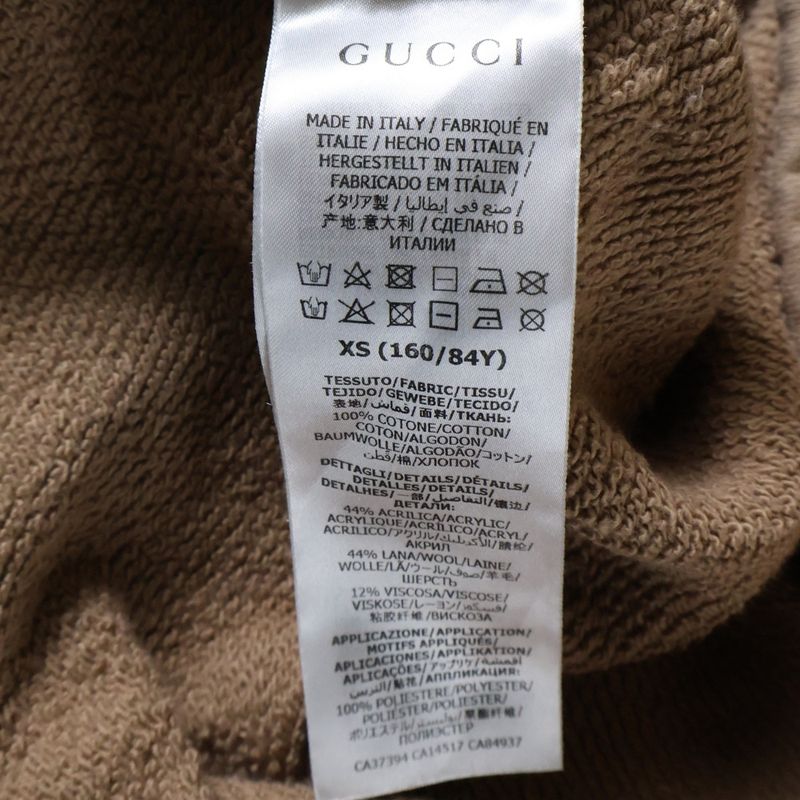 GUCCI
MADE IN ITALY / FABRIQUÉ EN
ITALIE / HECHO EN ITALIA /
HERGESTELLT IN ITALIEN /
FABRICADO EM ITÁLIA /
イタリア製 / صنع في إيطاليا /
产地:意大利 / СДЕЛАНО В
ИТАЛИИ
XS (160/84Y)
TESSUTO/FABRIC/TISSU/
TEJIDO/GEWEBE/TECIDO/
表地/قماش/面料/ТКАНЬ:
100% COTONE/COTTON/
COTON/ALGODON/
BAUMWOLLE/ALGODÃO/コットン/
قطن/棉/ХЛОПОК
DETTAGLI/DETAILS/DÉTAILS/
DETALLES/DETAILS/
DETALHES/一部/التفاصيل/镶边/
ДЕТАЛИ:
44% ACRILICA/ACRYLIC/
ACRYLIQUE/ACRILICO/ACRYL/
ACRILICO/アクリル/الأكريليك/腈纶/
АКРИЛ
44% LANA/WOOL/LAINE/
WOLLE/LÃ/ウール/صوف/羊毛/
ШЕРСТЬ
12% VISCOSA/VISCOSE/
VISKOSE/レーヨン/فسكوز/
粘胶纤维/ВИСКОЗА
APPLICAZIONE/APPLICATION/
MOTIFS APPLIQUÉS/
APLICACIONES/APPLIKATION/
APLICAÇÕES/アップリケ/أقمشة
التزيين/贴花/АППЛИКАЦИЯ:
100% POLIESTERE/POLYESTER/
POLIESTER/POLYESTER/
ポリエステル/بوليستر/聚酯纤维/
ПОЛИЭСТЕР
CA37394 CA14517 CA84937